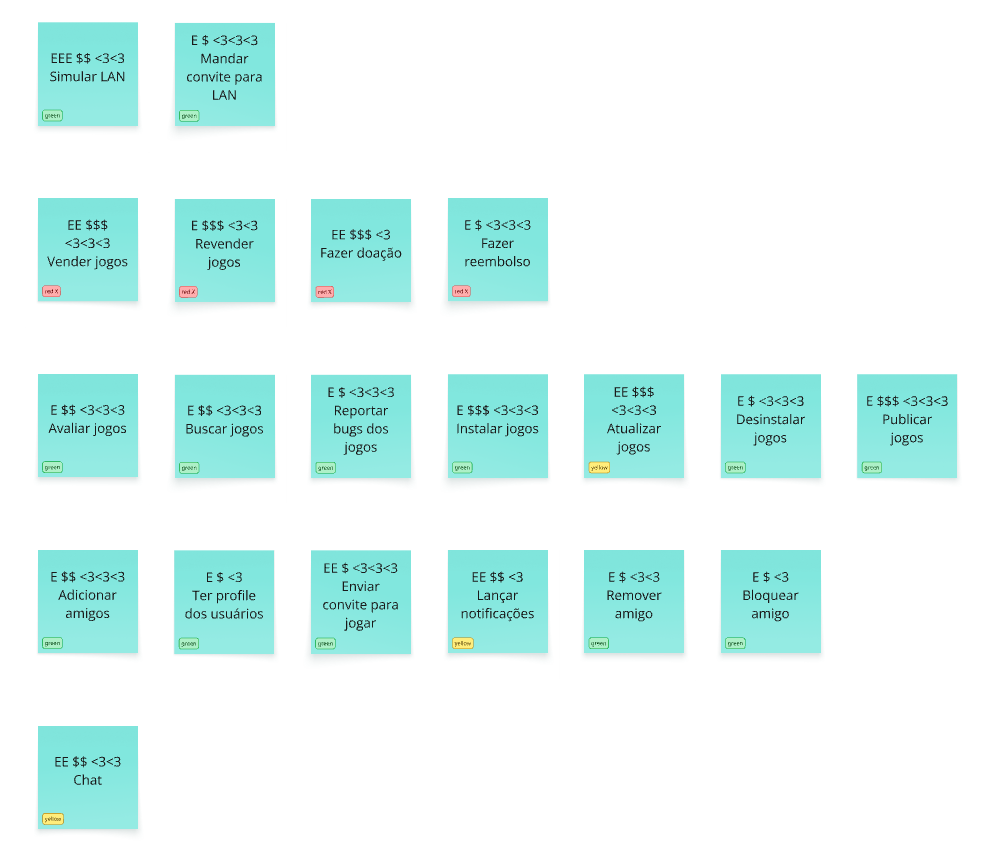 EEE $$ <3<3
Simular LAN
green
E $ <3<3<3
Mandar
convite para
LAN
green
EE $$$
<3<3<3
Vender jogos
red X
E $$$ <3<3
Revender
jogos
red X
EE $$$ <3
Fazer doação
red X
E $ <3<3<3
Fazer
reembolso
red X
E $$ <3<3<3
Avaliar jogos
green
E $$ <3<3<3
Buscar jogos
green
E $ <3<3<3
Reportar
bugs dos
jogos
green
E $$$ <3<3<3
Instalar jogos
green
EE $$$
<3<3<3
Atualizar
jogos
yellow
E $ <3<3<3
Desinstalar
jogos
green
E $$$ <3<3<3
Publicar
jogos
green
E $$ <3<3<3
Adicionar
amigos
green
E $ <3
Ter profile
dos usuários
green
EE $ <3<3<3
Enviar
convite para
jogar
green
EE $$ <3
Lançar
notificações
yellow
E $ <3<3
Remover
amigo
green
E $ <3
Bloquear
amigo
green
EE $$ <3<3
Chat
yellow